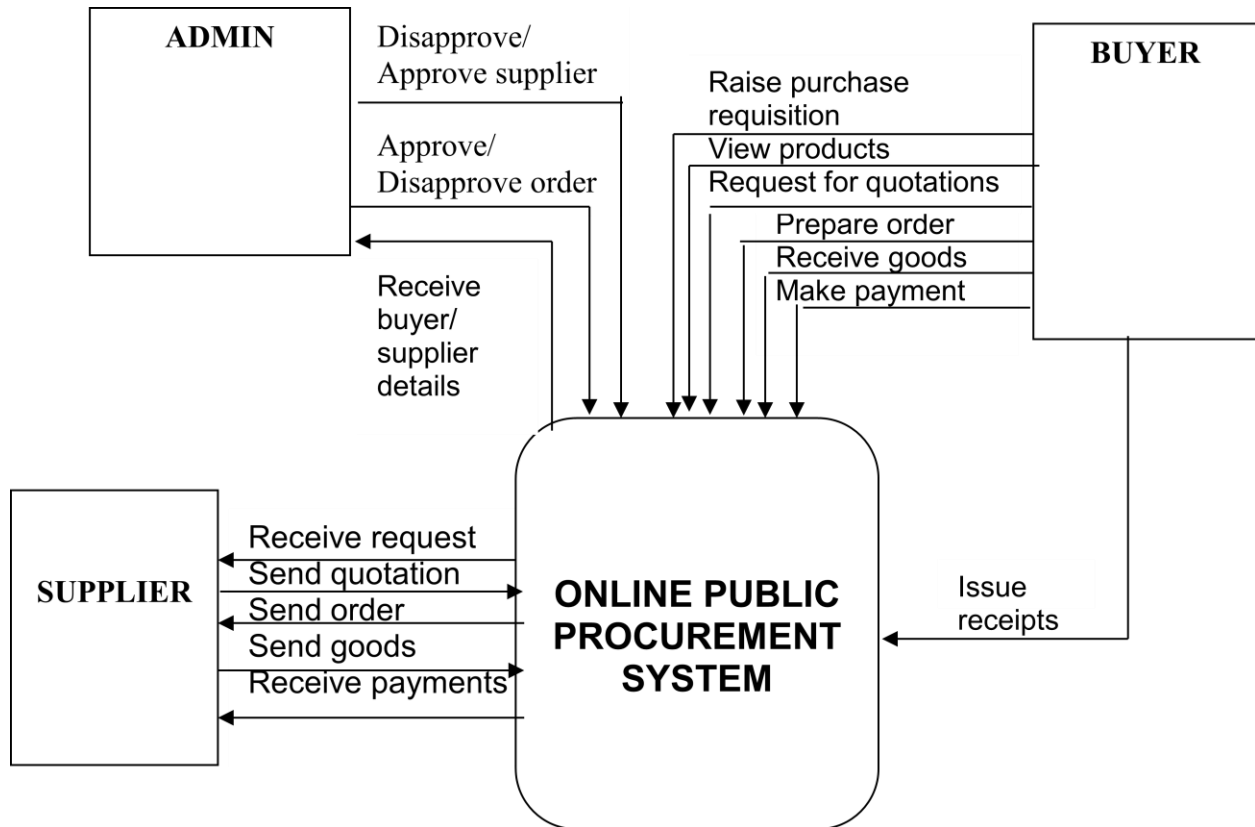 ADMIN
Disapprove/
Approve supplier
Approve/
Disapprove order
Receive
buyer/
supplier
details
BUYER
Raise purchase
requisition
View products
Request for quotations
Prepare order
Receive goods
Make payment
SUPPLIER
Receive request
Send quotation
Send order
Send goods
Receive payments
ONLINE PUBLIC
PROCUREMENT
SYSTEM
Issue
receipts